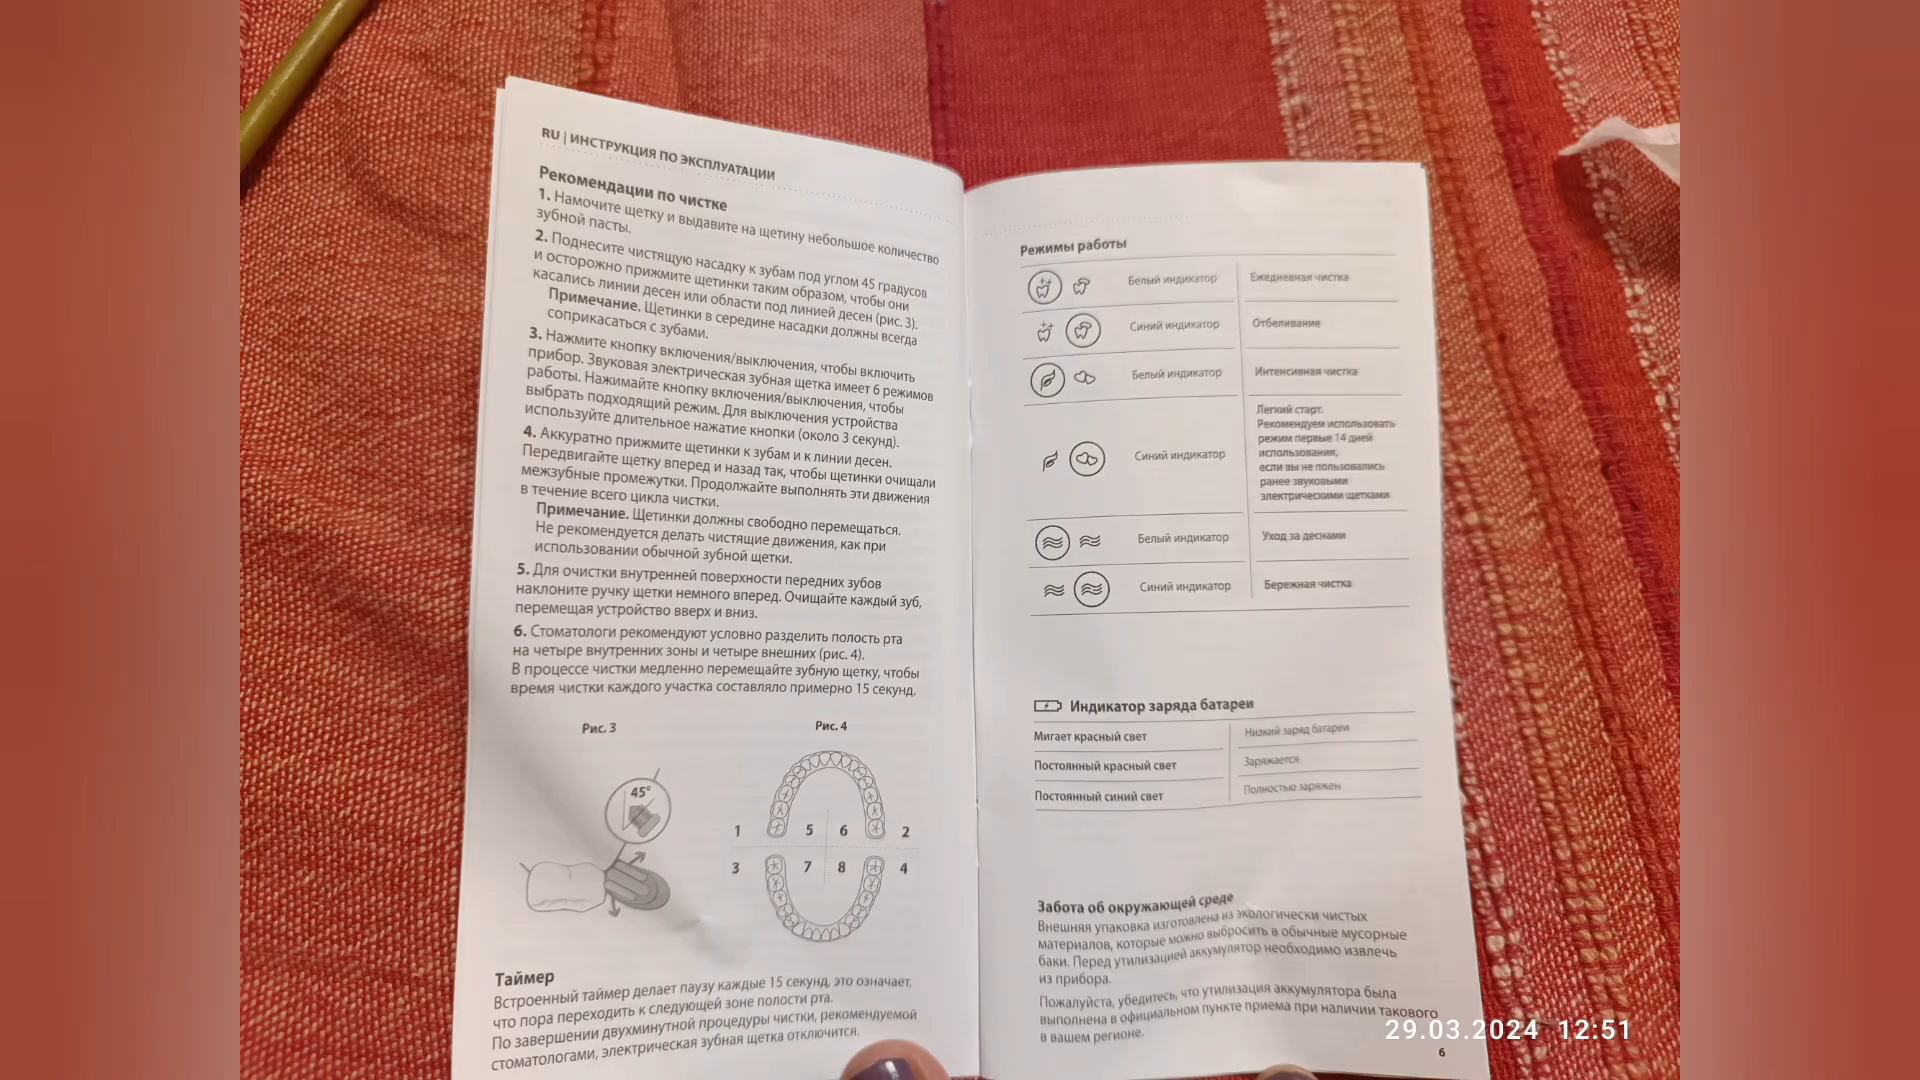 RU | ИНСТРУКЦИЯ ПО ЭКСПЛУАТАЦИИ
Рекомендации по чистке
1. Намочите щетку и выдавите на щетину небольшое количество
зубной пасты.
2. Поднесите чистящую насадку к зубам под углом 45 градусов
и осторожно прижмите щетинки таким образом, чтобы они
касались линии десен или области под линией десен (рис. 3).
Примечание. Щетинки в середине насадки должны всегда
соприкасаться с зубами.
3. Нажмите кнопку включения/выключения, чтобы включить
прибор. Звуковая электрическая зубная щетка имеет 6 режимов
работы. Нажимайте кнопку включения/выключения, чтобы
выбрать подходящий режим. Для выключения устройства
используйте длительное нажатие кнопки (около 3 секунд).
4. Аккуратно прижмите щетинки к зубам и к линии десен.
Передвигайте щетку вперед и назад так, чтобы щетинки очищали
межзубные промежутки. Продолжайте выполнять эти движения
в течение всего цикла чистки.
Примечание. Щетинки должны свободно перемещаться.
Не рекомендуется делать чистящие движения, как при
использовании обычной зубной щетки.
5. Для очистки внутренней поверхности передних зубов
наклоните ручку щетки немного вперед. Очищайте каждый зуб,
перемещая устройство вверх и вниз.
6. Стоматологи рекомендуют условно разделить полость рта
на четыре внутренних зоны и четыре внешних (рис. 4).
В процессе чистки медленно перемещайте зубную щетку, чтобы
время чистки каждого участка составляло примерно 15 секунд.
Рис. 3
Рис. 4
45°
1 5 6 2
3 7 8 4
Таймер
Встроенный таймер делает паузу каждые 15 секунд, это означает,
что пора переходить к следующей зоне полости рта.
По завершении двухминутной процедуры чистки, рекомендуемой
стоматологами, электрическая зубная щетка отключится.
Режимы работы
Белый индикатор Ежедневная чистка
Синий индикатор Отбеливание
Белый индикатор Интенсивная чистка
Синий индикатор
Легкий старт.
Рекомендуем использовать
режим первые 14 дней
использования,
если вы не пользовались
ранее звуковыми
электрическими щетками
Белый индикатор Уход за деснами
Синий индикатор Бережная чистка
Индикатор заряда батареи
Мигает красный свет Низкий заряд батареи
Постоянный красный свет Заряжается
Постоянный синий свет Полностью заряжен
Забота об окружающей среде
Внешняя упаковка изготовлена из экологически чистых
материалов, которые можно выбросить в обычные мусорные
баки. Перед утилизацией аккумулятор необходимо извлечь
из прибора.
Пожалуйста, убедитесь, что утилизация аккумулятора была
выполнена в официальном пункте приема при наличии такового
в вашем регионе.
29.03.2024 12:51
6